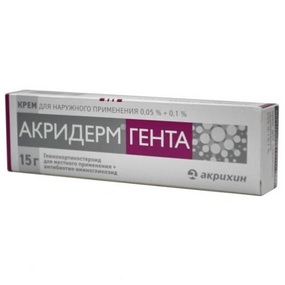 КРЕМ ДЛЯ НАРУЖНОГО ПРИМЕНЕНИЯ 0,05 % + 0,1 %
АКРИДЕРМ ГЕНТА
15 г
Глюкокортикостероид
для местного применения +
антибиотик-аминогликозид
акрихин